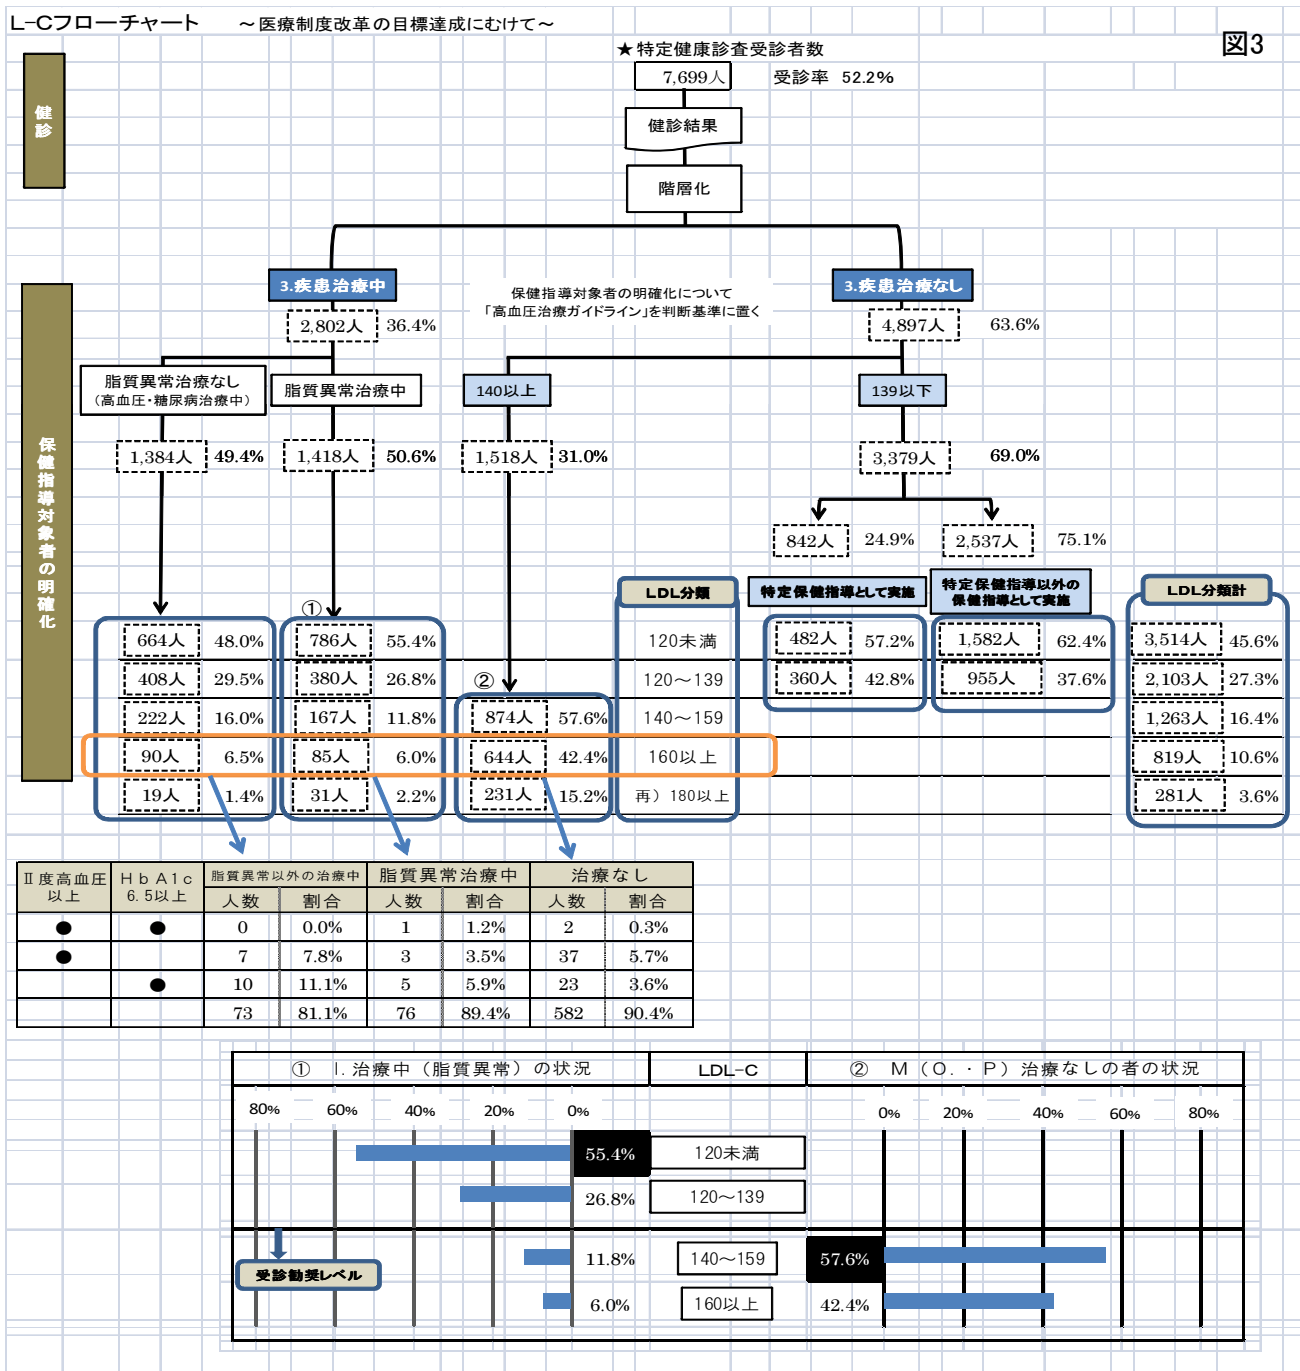 L-Cフローチャート　～医療制度改革の目標達成にむけて～
図3
★特定健康診査受診者数
7,699人　受診率 52.2%
健診
健診結果
階層化
3.疾患治療中
3.疾患治療なし
保健指導対象者の明確化について
「高血圧治療ガイドライン」を判断基準に置く
2,802人 36.4%
4,897人 63.6%
保健指導対象者の明確化
脂質異常治療なし
（高血圧・糖尿病治療中）
脂質異常治療中
140以上
139以下
1,384人 49.4% 1,418人 50.6% 1,518人 31.0% 3,379人 69.0%
842人 24.9% 2,537人 75.1%
LDL分類
特定保健指導として実施
特定保健指導以外の
保健指導として実施
LDL分類計
①
664人 48.0% 786人 55.4% 120未満 482人 57.2% 1,582人 62.4% 3,514人 45.6%
②
408人 29.5% 380人 26.8% 120～139 360人 42.8% 955人 37.6% 2,103人 27.3%
222人 16.0% 167人 11.8% 874人 57.6% 140～159 1,263人 16.4%
90人 6.5% 85人 6.0% 644人 42.4% 160以上 819人 10.6%
19人 1.4% 31人 2.2% 231人 15.2% 再）180以上 281人 3.6%
Ⅱ度高血圧
以上
ＨｂＡ1ｃ
6.5以上
脂質異常以外の治療中 脂質異常治療中 治療なし
人数 割合 人数 割合 人数 割合
● ● 0 0.0% 1 1.2% 2 0.3%
● 7 7.8% 3 3.5% 37 5.7%
● 10 11.1% 5 5.9% 23 3.6%
73 81.1% 76 89.4% 582 90.4%
①　I.治療中（脂質異常）の状況 LDL-C ②　M（O．・P）治療なしの者の状況
80% 60% 40% 20% 0% 0% 20% 40% 60% 80%
55.4% 120未満
26.8% 120～139
11.8% 140～159 57.6%
受診勧奨レベル
6.0% 160以上 42.4%